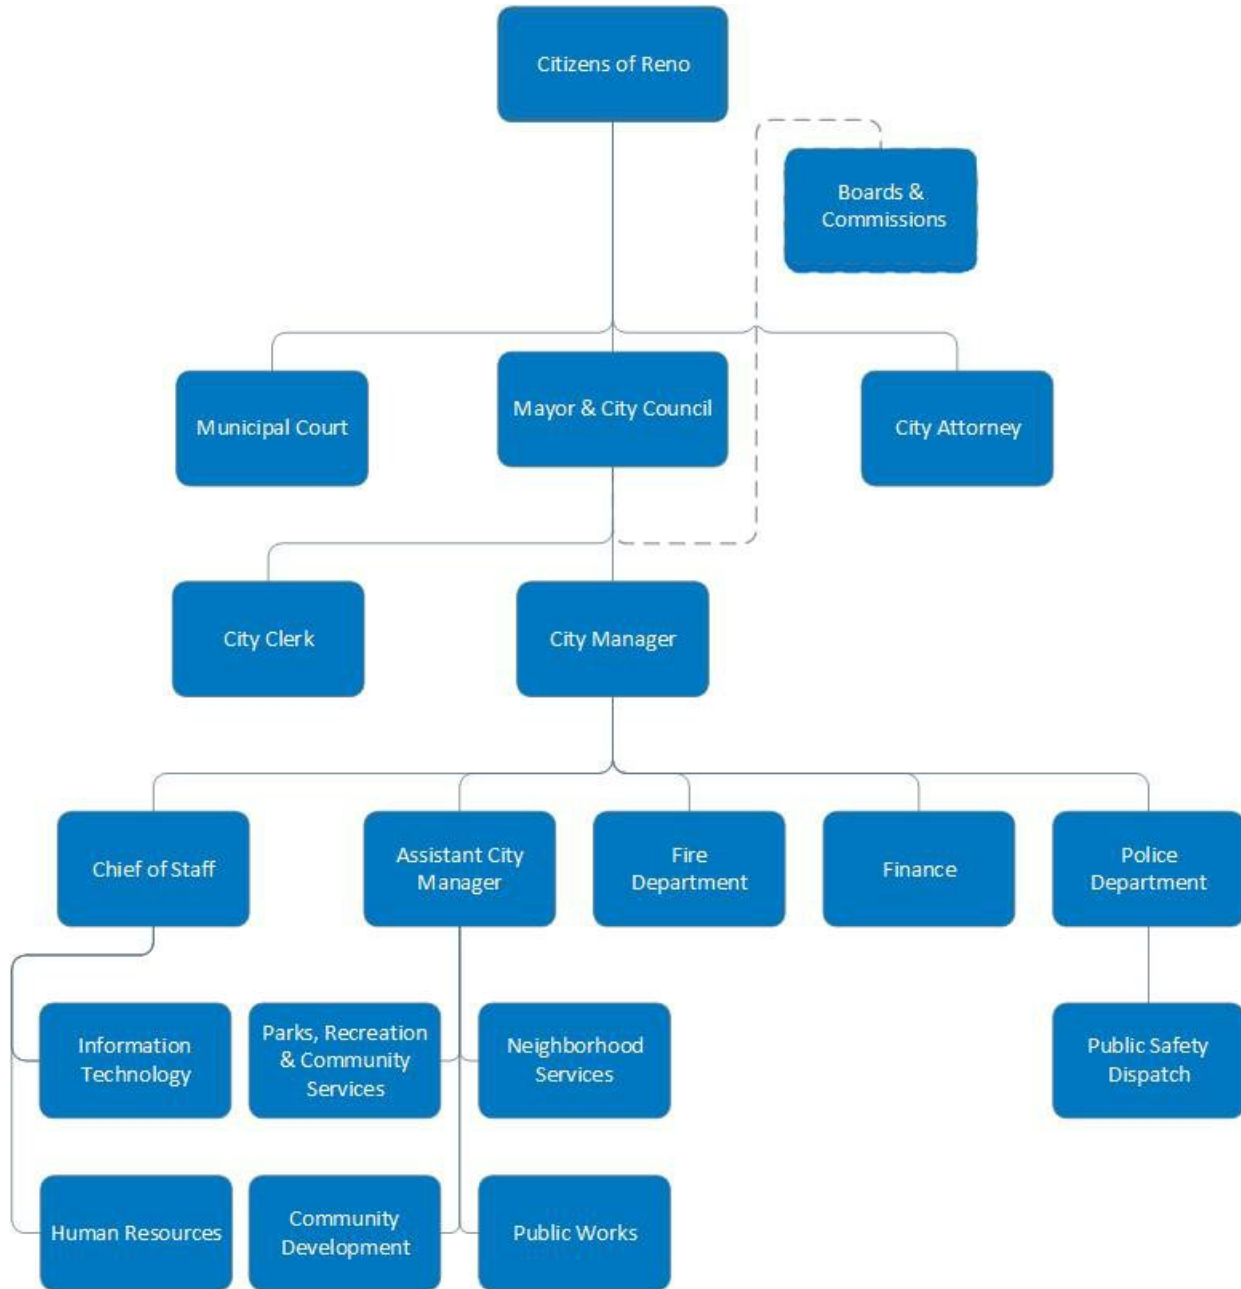 Citizens of Reno
Boards &
Commissions
Municipal Court
Mayor & City Council
City Attorney
City Clerk
City Manager
Chief of Staff
Assistant City
Manager
Fire
Department
Finance
Police
Department
Information
Technology
Parks, Recreation
& Community
Services
Neighborhood
Services
Public Safety
Dispatch
Human Resources
Community
Development
Public Works